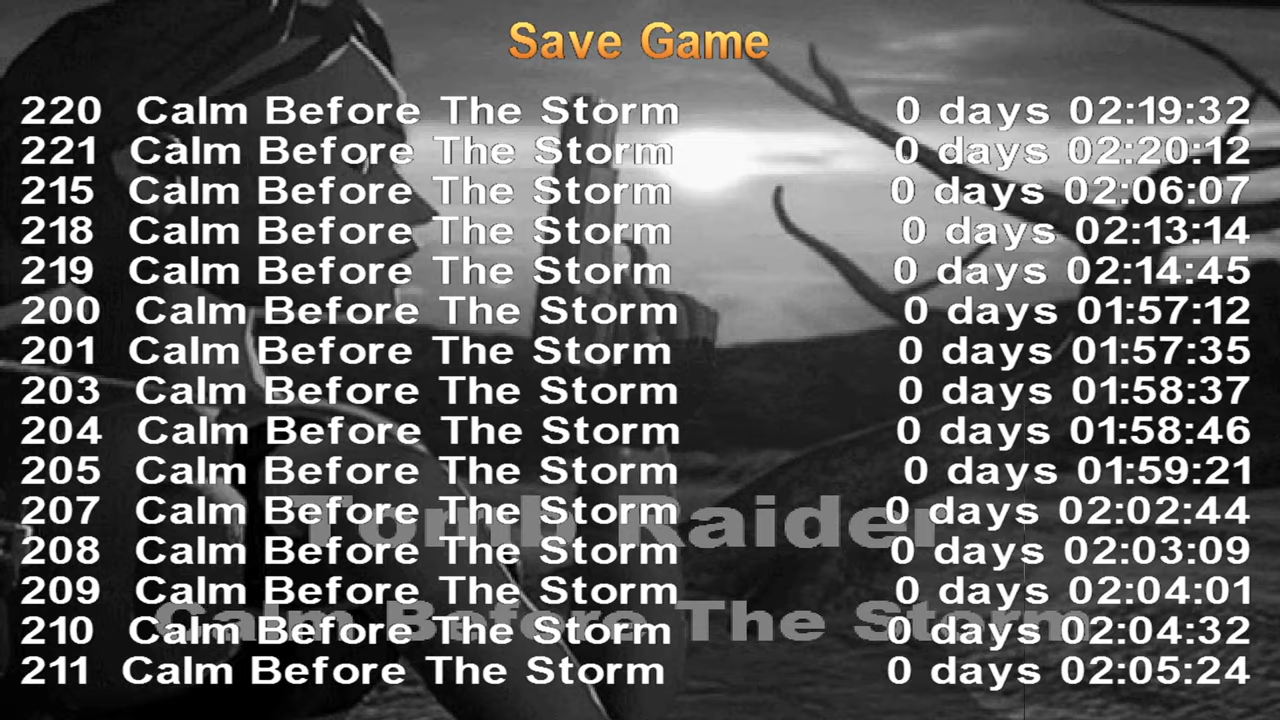 Save Game
220 Calm Before The Storm 0 days 02:19:32
221 Calm Before The Storm 0 days 02:20:12
215 Calm Before The Storm 0 days 02:06:07
218 Calm Before The Storm 0 days 02:13:14
219 Calm Before The Storm 0 days 02:14:45
200 Calm Before The Storm 0 days 01:57:12
201 Calm Before The Storm 0 days 01:57:35
203 Calm Before The Storm 0 days 01:58:37
204 Calm Before The Storm 0 days 01:58:46
205 Calm Before The Storm 0 days 01:59:21
207 Calm Before The Storm 0 days 02:02:44
Tomb Raider
208 Calm Before The Storm 0 days 02:03:09
209 Calm Before The Storm 0 days 02:04:01
Calm Before The Storm
210 Calm Before The Storm 0 days 02:04:32
211 Calm Before The Storm 0 days 02:05:24